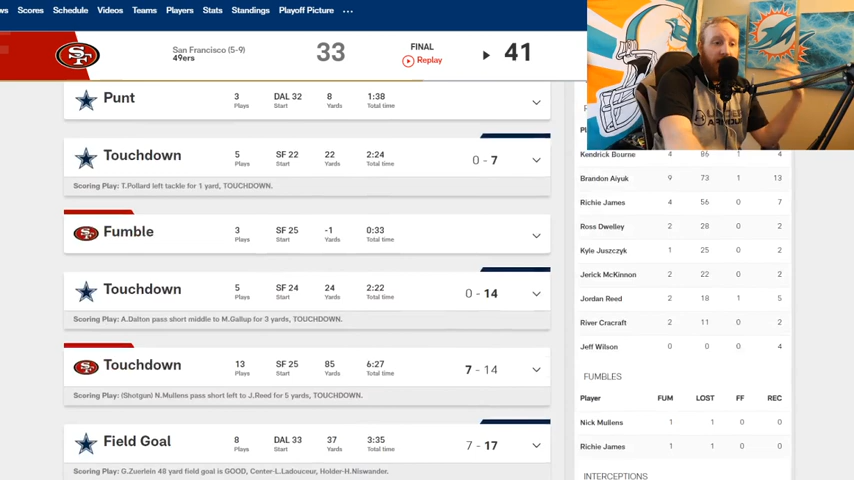 ws Scores Schedule Videos Teams Players Stats Standings Playoff Picture ...
SF
San Francisco (5-9)
49ers
33
FINAL
Replay
41
Punt 3 DAL 32 8 1:38
Plays Start Yards Total time
Touchdown 5 SF 22 22 2:24 0 - 7
Plays Start Yards Total time
Scoring Play: T.Pollard left tackle for 1 yard, TOUCHDOWN.
Fumble 3 SF 25 -1 0:33
Plays Start Yards Total time
Touchdown 5 SF 24 24 2:22 0 - 14
Plays Start Yards Total time
Scoring Play: A.Dalton pass short middle to M.Gallup for 3 yards, TOUCHDOWN.
Touchdown 13 SF 25 85 6:27 7 - 14
Plays Start Yards Total time
Scoring Play: (Shotgun) N.Mullens pass short left to J.Reed for 5 yards, TOUCHDOWN.
Field Goal 8 DAL 33 37 3:35 7 - 17
Plays Start Yards Total time
Scoring Play: G.Zuerlein 48 yard field goal is GOOD, Center-L.Ladouceur, Holder-H.Niswander.
UNDER
Kendrick Bourne 4 86 1 4
Brandon Aiyuk 9 73 1 13
Richie James 4 56 0 7
Ross Dwelley 2 28 0 2
Kyle Juszczyk 1 25 0 2
Jerick McKinnon 2 22 0 2
Jordan Reed 2 18 1 5
River Cracraft 2 11 0 2
Jeff Wilson 0 0 0 4
FUMBLES
Player FUM LOST FF REC
Nick Mullens 1 1 0 0
Richie James 1 1 0 0
INTERCEPTIONS